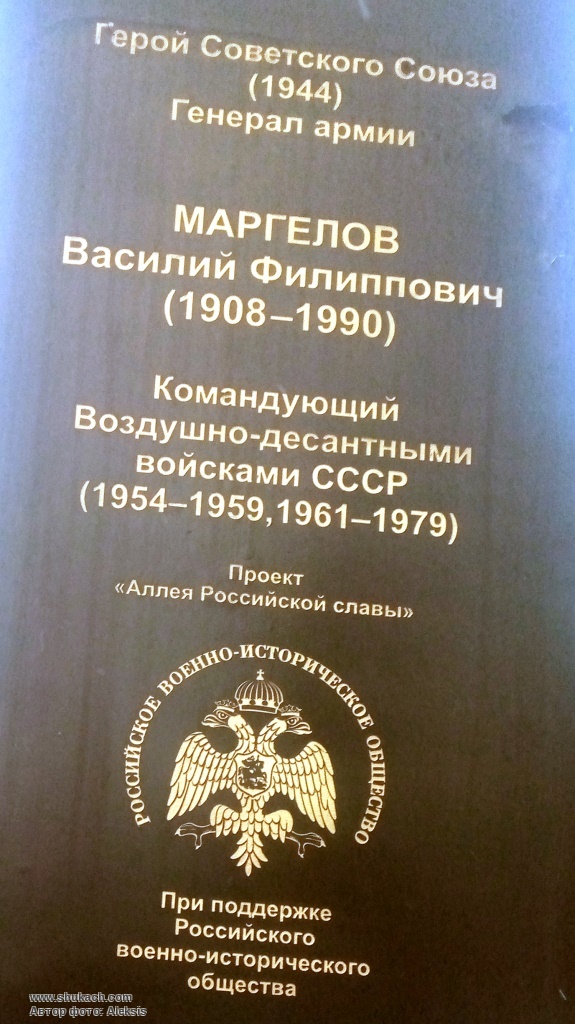 Герой Советского Союза
(1944)
Генерал армии
МАРГЕЛОВ
Василий Филиппович
(1908–1990)
Командующий
Воздушно-десантными
войсками СССР
(1954–1959,1961–1979)
Проект
«Аллея Российской славы»
РОССИЙСКОЕ ВОЕННО-ИСТОРИЧЕСКОЕ ОБЩЕСТВО
При поддержке
Российского
военно-исторического
общества
www.shukach.com
Автор фото: Aleksis